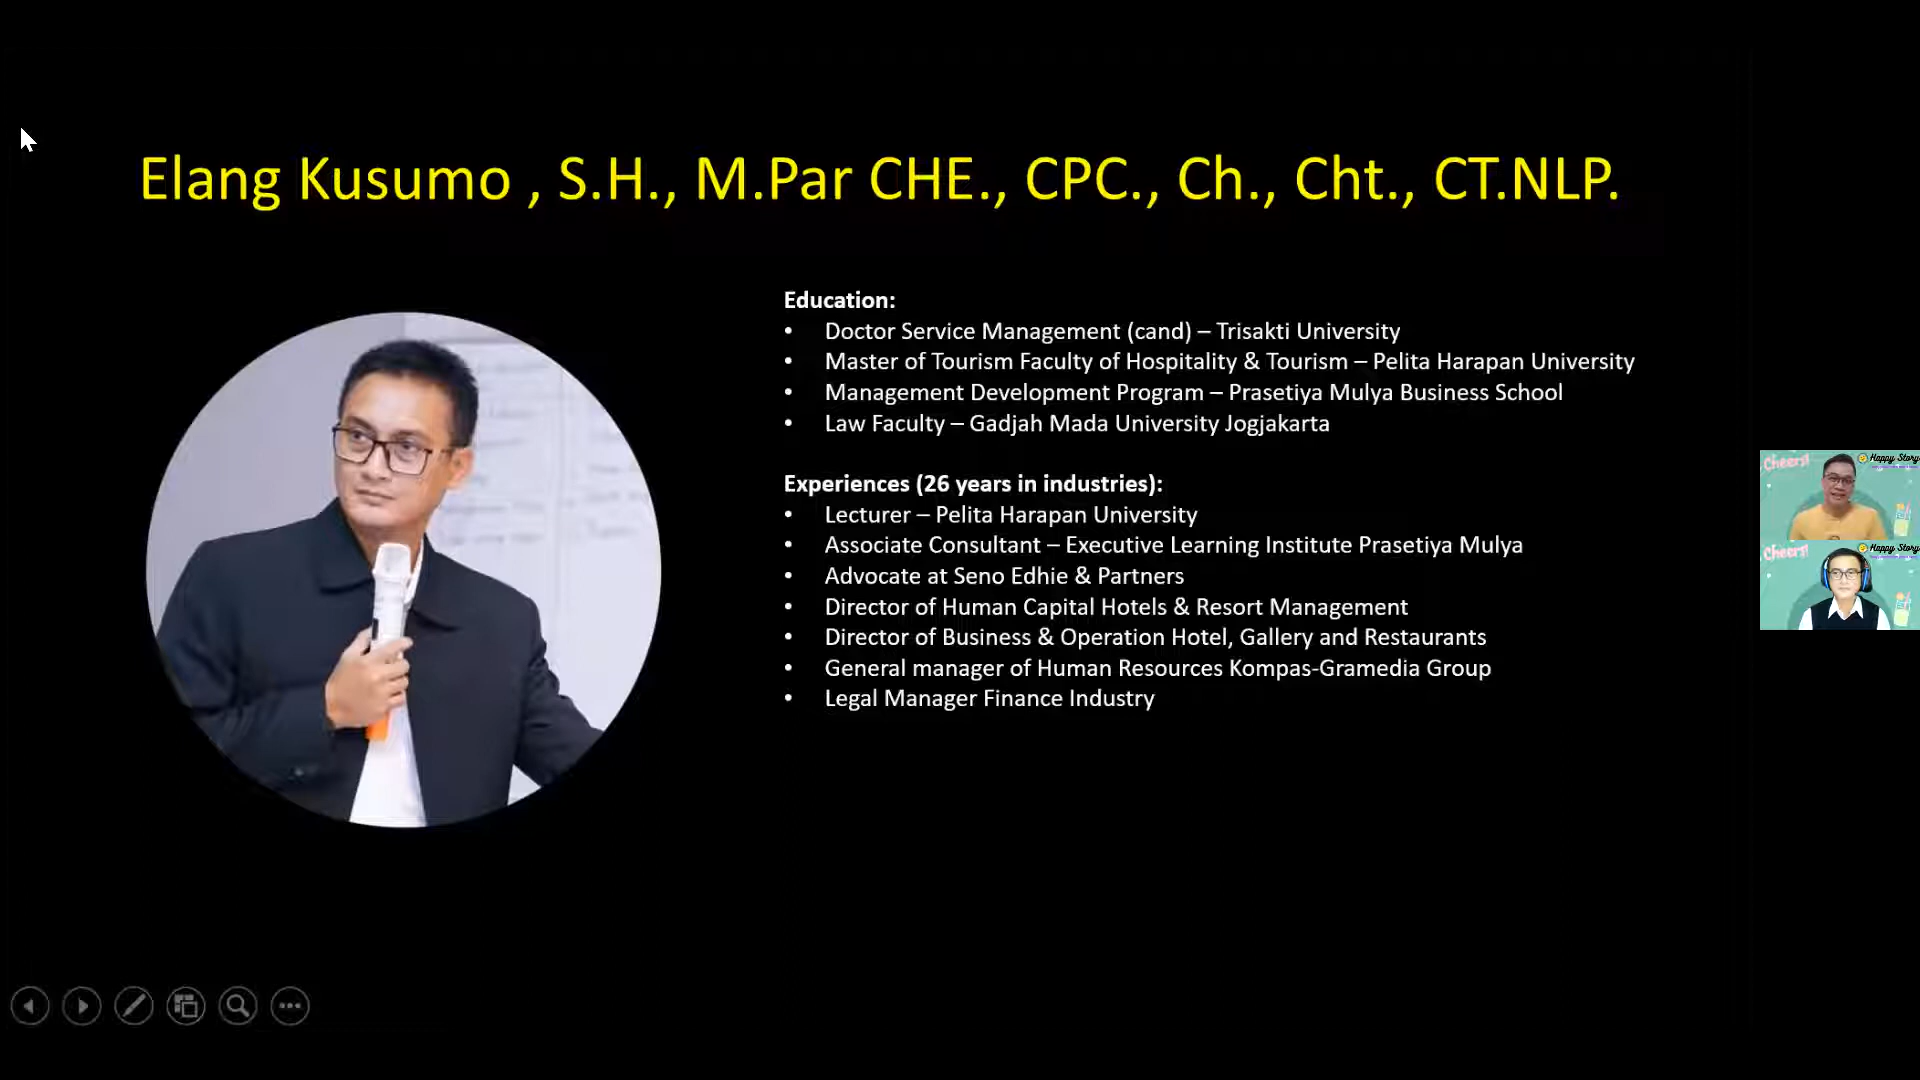 Elang Kusumo , S.H., M.Par CHE., CPC., Ch., Cht., CT.NLP.
Education:
• Doctor Service Management (cand) – Trisakti University
• Master of Tourism Faculty of Hospitality & Tourism – Pelita Harapan University
• Management Development Program – Prasetiya Mulya Business School
• Law Faculty – Gadjah Mada University Jogjakarta
Experiences (26 years in industries):
• Lecturer – Pelita Harapan University
• Associate Consultant – Executive Learning Institute Prasetiya Mulya
• Advocate at Seno Edhie & Partners
• Director of Human Capital Hotels & Resort Management
• Director of Business & Operation Hotel, Gallery and Restaurants
• General manager of Human Resources Kompas-Gramedia Group
• Legal Manager Finance Industry
Cheers!
Happy Story
Cheers!
Happy Story